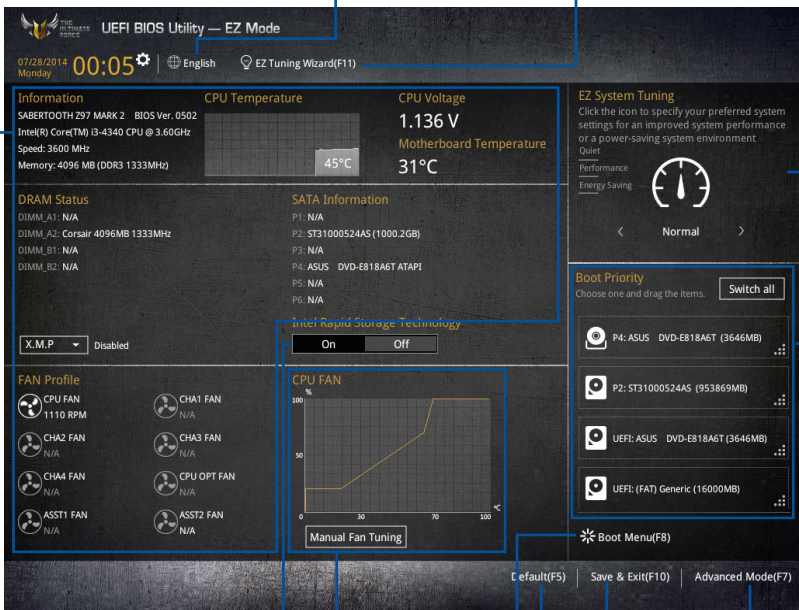 THE ULTIMATE FORCE
UEFI BIOS Utility — EZ Mode
07/28/2014 Monday 00:05 English EZ Tuning Wizard(F11)
Information
SABERTOOTH Z97 MARK 2 BIOS Ver. 0502
Intel(R) Core(TM) i3-4340 CPU @ 3.60GHz
Speed: 3600 MHz
Memory: 4096 MB (DDR3 1333MHz)
CPU Temperature
45°C
CPU Voltage
1.136 V
Motherboard Temperature
31°C
EZ System Tuning
Click the icon to specify your preferred system
settings for an improved system performance
or a power-saving system environment
Quiet
Performance
Energy Saving
< Normal >
DRAM Status
DIMM_A1: N/A
DIMM_A2: Corsair 4096MB 1333MHz
DIMM_B1: N/A
DIMM_B2: N/A
X.M.P Disabled
SATA Information
P1: N/A
P2: ST31000524AS (1000.2GB)
P3: N/A
P4: ASUS DVD-E818A6T ATAPI
P5: N/A
P6: N/A
Intel Rapid Storage Technology
On Off
Boot Priority
Choose one and drag the items.
Switch all
P4: ASUS DVD-E818A6T (3646MB)
P2: ST31000524AS (953869MB)
UEFI: ASUS DVD-E818A6T (3646MB)
UEFI: (FAT) Generic (16000MB)
FAN Profile
CPU FAN
1110 RPM
CHA1 FAN
N/A
CHA2 FAN
N/A
CHA3 FAN
N/A
CHA4 FAN
N/A
CPU OPT FAN
N/A
ASST1 FAN
N/A
ASST2 FAN
N/A
CPU FAN
%
100
50
0 30 70 100
°C
Manual Fan Tuning
Boot Menu(F8)
Default(F5) Save & Exit(F10) Advanced Mode(F7)